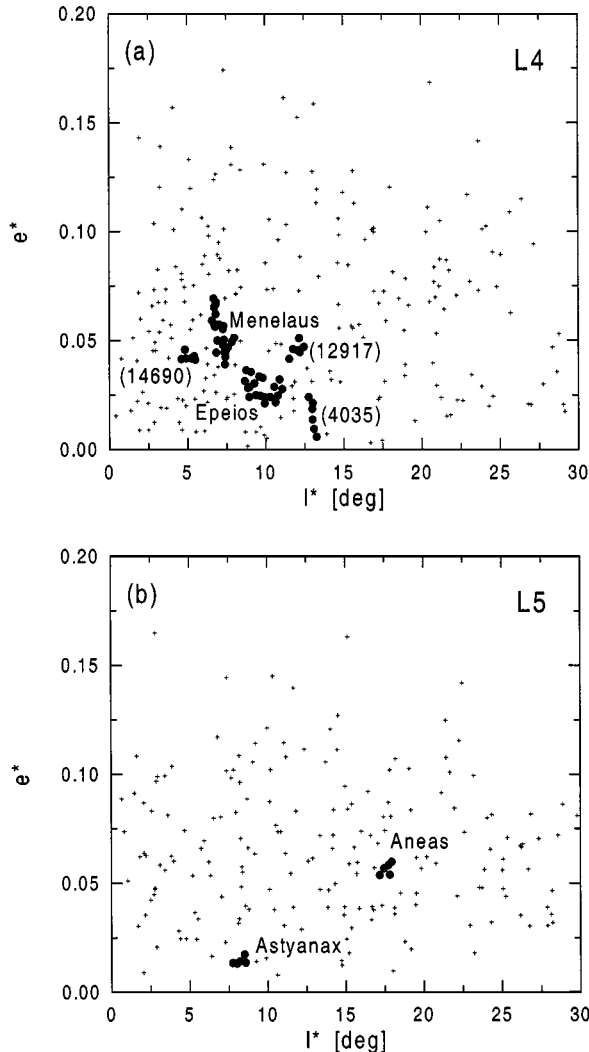 (a)
L4
0.20
0.15
0.10
0.05
0.00
e*
Menelaus
(12917)
(14690)
Epeios
(4035)
0 5 10 15 20 25 30
I* [deg]
(b)
L5
0.20
0.15
0.10
0.05
0.00
e*
Aneas
Astyanax
0 5 10 15 20 25 30
I* [deg]